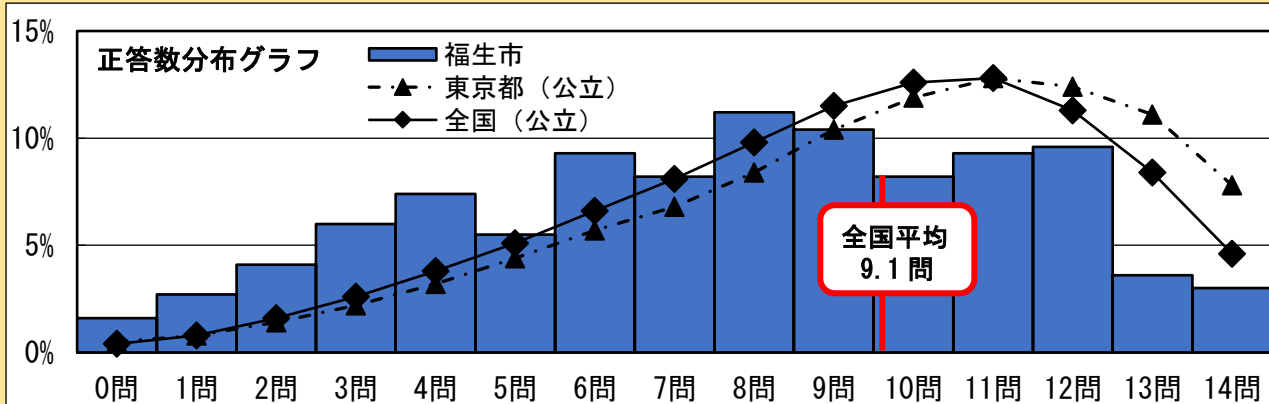 15%
正答数分布グラフ
福生市
東京都（公立）
全国（公立）
10%
全国平均
9.1問
5%
0%
0問 1問 2問 3問 4問 5問 6問 7問 8問 9問 10問 11問 12問 13問 14問